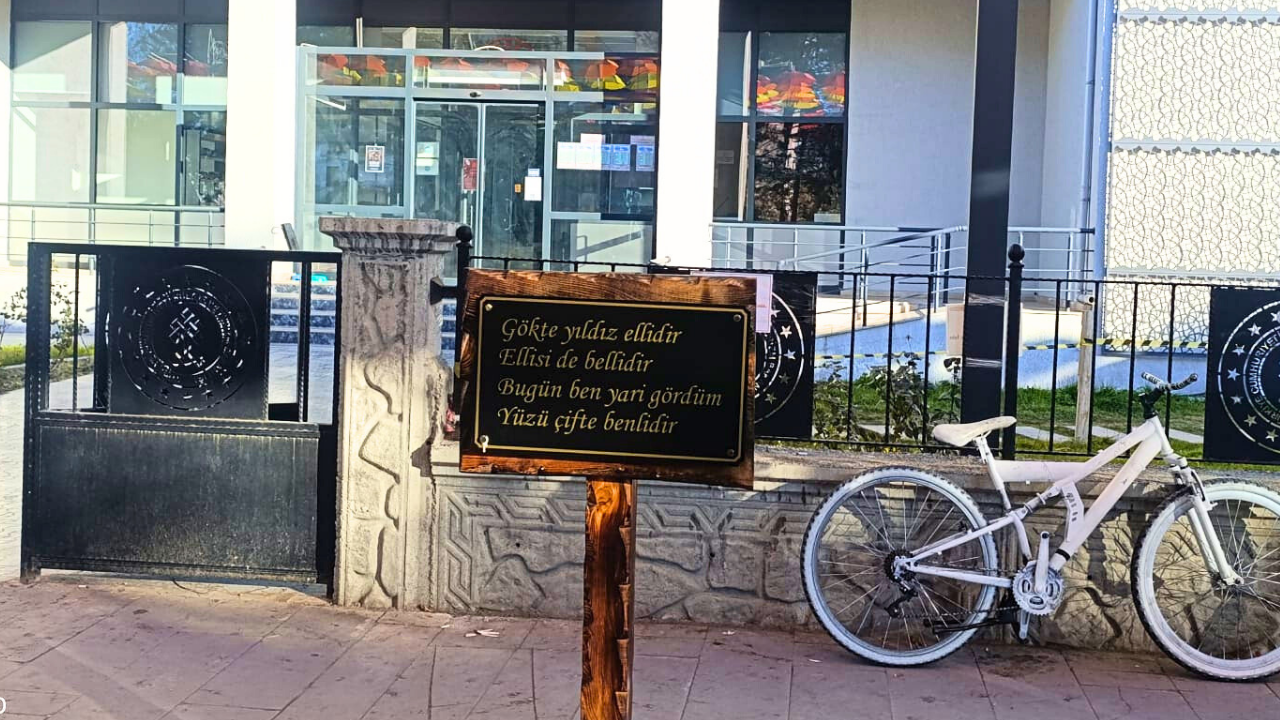 Gökte yıldız ellidir
Ellisi de bellidir
Bugün ben yari gördüm
Yüzü çifte benlidir